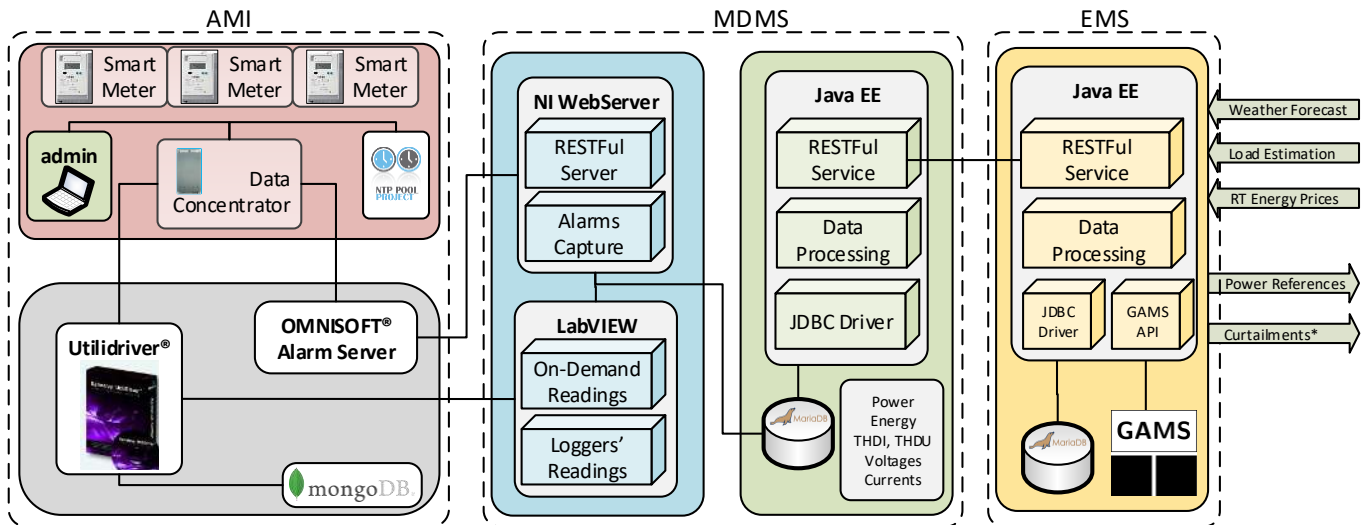 AMI
MDMS
EMS
Smart
Meter
Smart
Meter
Smart
Meter
admin
Data
Concentrator
NTP POOL
PROJECT
Utilidriver®
OMNISOFT®
Alarm Server
mongoDB
NI WebServer
RESTFul
Server
Alarms
Capture
LabVIEW
On-Demand
Readings
Loggers’
Readings
Java EE
RESTFul
Service
Data
Processing
JDBC Driver
MariaDB
Power
Energy
THDI, THDU
Voltages
Currents
Java EE
RESTFul
Service
Data
Processing
JDBC
Driver
GAMS
API
MariaDB
GAMS
Weather Forecast
Load Estimation
RT Energy Prices
Power References
Curtailments*